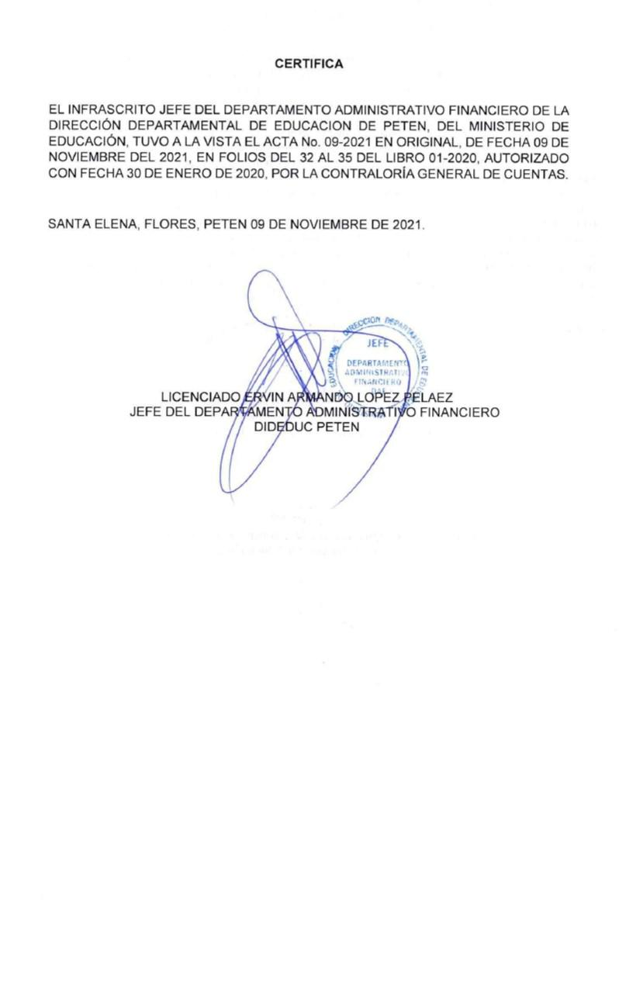 CERTIFICA
EL INFRASCRITO JEFE DEL DEPARTAMENTO ADMINISTRATIVO FINANCIERO DE LA
DIRECCIÓN DEPARTAMENTAL DE EDUCACION DE PETEN, DEL MINISTERIO DE
EDUCACIÓN, TUVO A LA VISTA EL ACTA No. 09-2021 EN ORIGINAL, DE FECHA 09 DE
NOVIEMBRE DEL 2021, EN FOLIOS DEL 32 AL 35 DEL LIBRO 01-2020, AUTORIZADO
CON FECHA 30 DE ENERO DE 2020, POR LA CONTRALORÍA GENERAL DE CUENTAS.
SANTA ELENA, FLORES, PETEN 09 DE NOVIEMBRE DE 2021.
DIRECCION DEPARTAMENTAL DE
JEFE
DEPARTAMENTO
ADMINISTRATIVO
FINANCIERO
LICENCIADO ERVIN ARMANDO LOPEZ PELAEZ
JEFE DEL DEPARTAMENTO ADMINISTRATIVO FINANCIERO
DIDEDUC PETEN